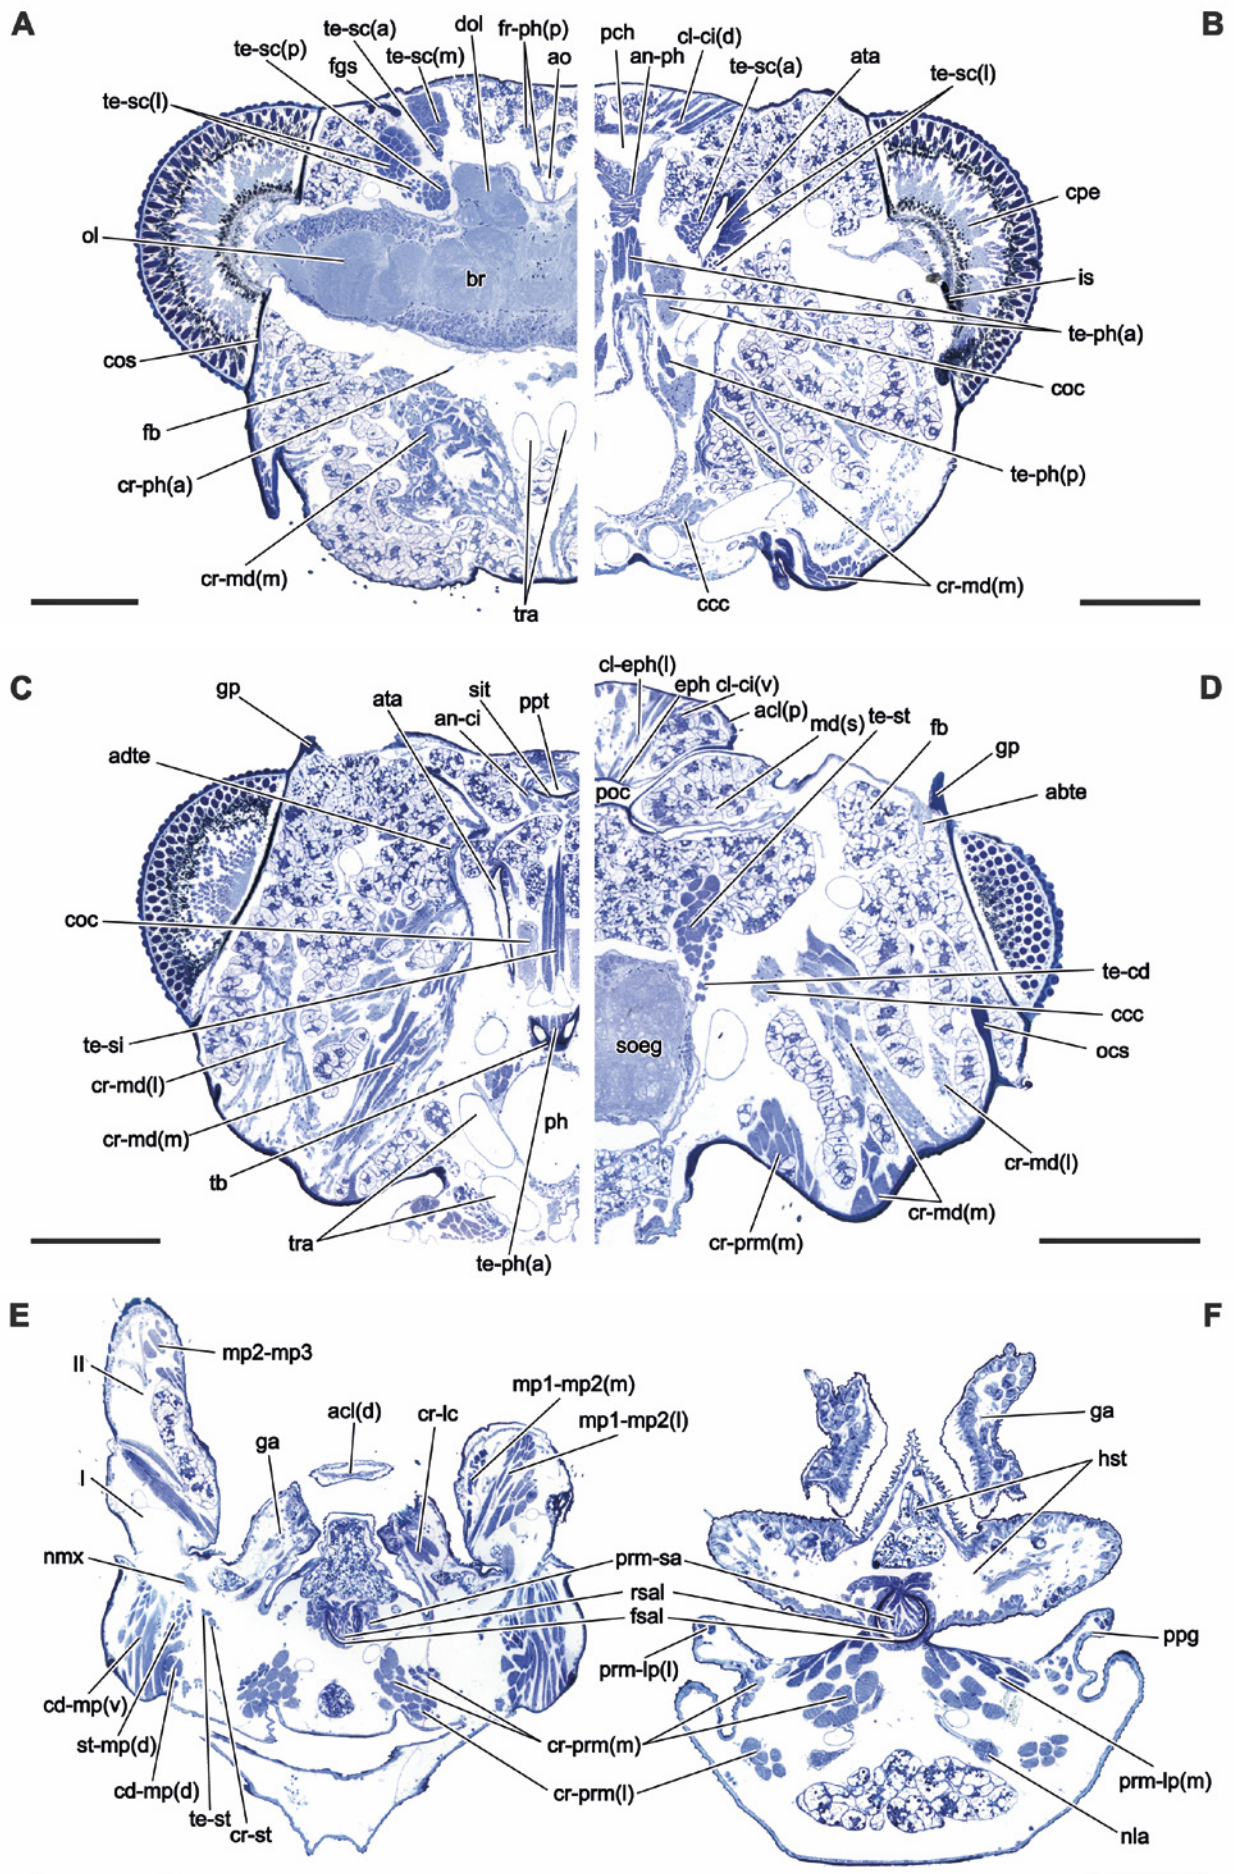 A
te-sc(a)
dol
fr-ph(p)
te-sc(p)
te-sc(m)
ao
fgs
te-sc(l)
ol
br
cos
fb
cr-ph(a)
cr-md(m)
tra
B
pch
cl-ci(d)
an-ph
te-sc(a)
ata
te-sc(l)
cpe
is
te-ph(a)
coc
te-ph(p)
cr-md(m)
ccc
C
gp
ata
sit
ppt
an-ci
adte
coc
te-si
cr-md(l)
cr-md(m)
tb
ph
tra
te-ph(a)
D
cl-eph(l)
eph cl-ci(v)
acl(p)
md(s)
te-st
fb
gp
abte
poc
te-cd
ccc
soeg
ocs
cr-md(l)
cr-md(m)
cr-prm(m)
E
II
mp2-mp3
mp1-mp2(m)
acl(d)
cr-lc
mp1-mp2(l)
ga
I
nmx
prm-sa
rsal
fsal
cd-mp(v)
st-mp(d)
cd-mp(d)
te-st
cr-st
cr-prm(m)
cr-prm(l)
F
ga
hst
ppg
prm-lp(l)
prm-lp(m)
nla